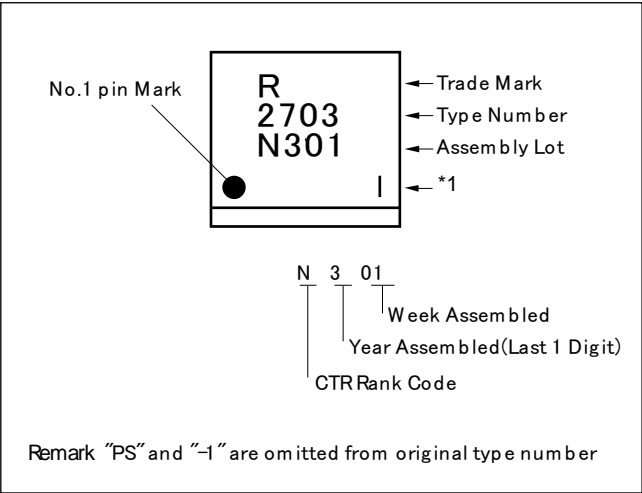 No.1 pin Mark
R
2703
N301
I
Trade Mark
Type Number
Assembly Lot
*1
N 3 01
Week Assembled
Year Assembled(Last 1 Digit)
CTR Rank Code
Remark "PS" and "-1" are omitted from original type number